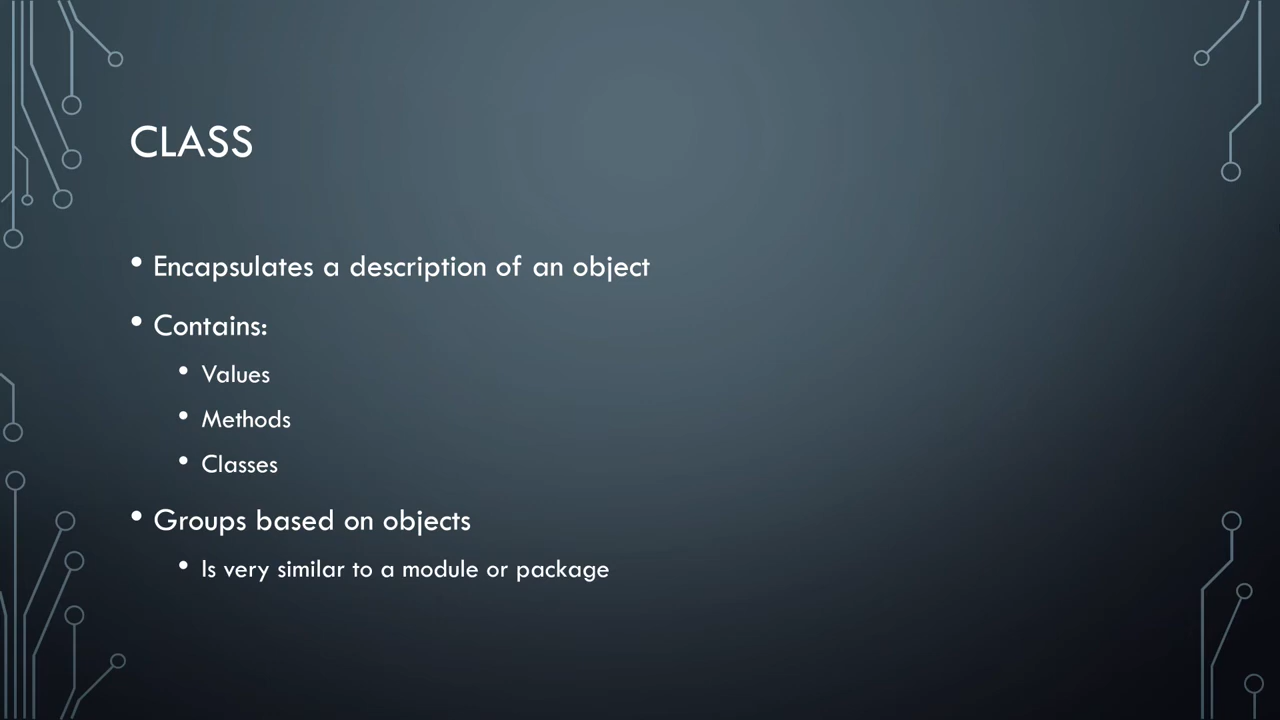 CLASS
• Encapsulates a description of an object
• Contains:
• Values
• Methods
• Classes
• Groups based on objects
• Is very similar to a module or package